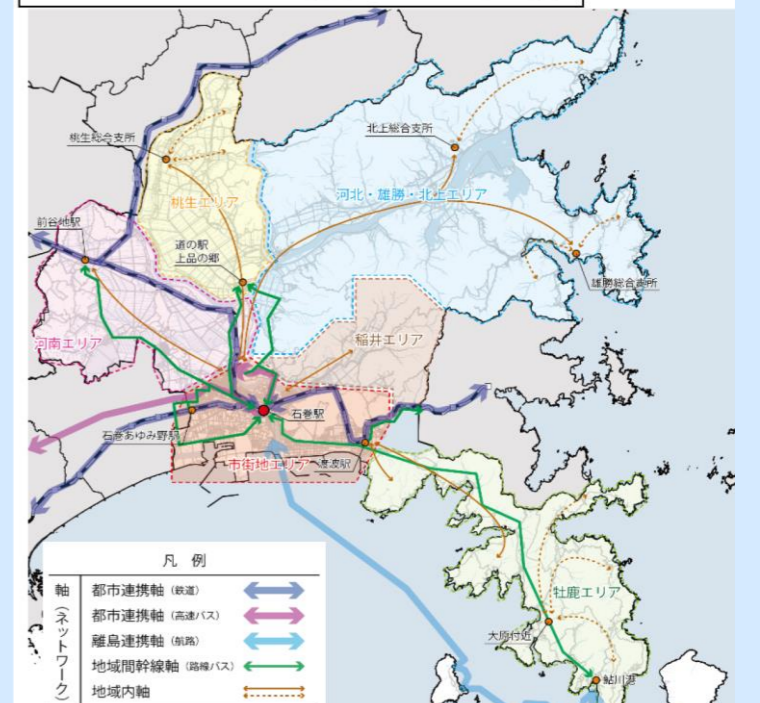 桃生総合支所
北上総合支所
河北・雄勝・北上エリア
桃生エリア
前谷地駅
道の駅
上品の郷
雄勝総合支所
河南エリア
稲井エリア
石巻駅
石巻あゆみ野駅
市街地エリア
渡波駅
牡鹿エリア
大原付近
鮎川港
凡 例
軸（ネットワーク）
都市連携軸（鉄道）
都市連携軸（高速バス）
離島連携軸（航路）
地域間幹線軸（路線バス）
地域内軸